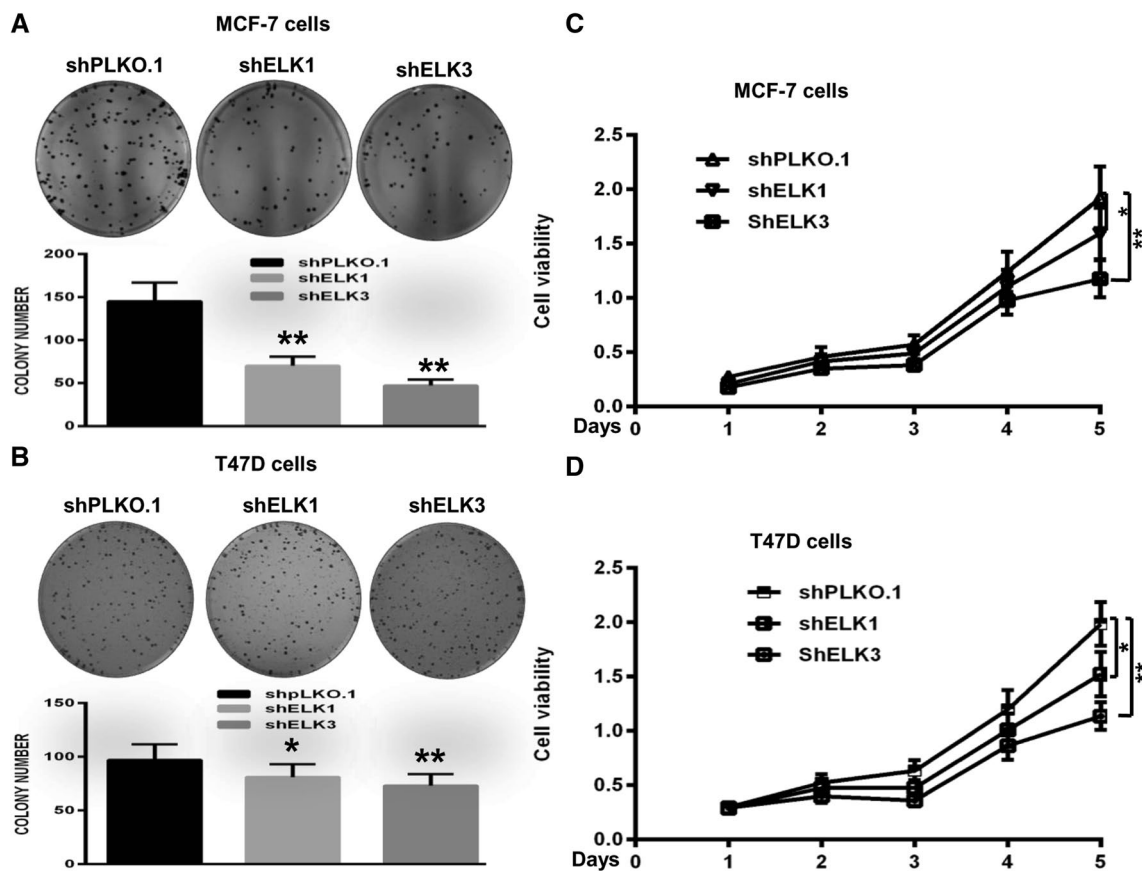 A
MCF-7 cells
shPLKO.1 shELK1 shELK3
200
150
100
50
0
COLONY NUMBER
shPLKO.1
shELK1
shELK3
**
**
B
T47D cells
shPLKO.1 shELK1 shELK3
150
100
50
0
COLONY NUMBER
shpLKO.1
shELK1
shELK3
*
**
C
MCF-7 cells
2.5
2.0
1.5
1.0
0.5
0.0
Cell viability
shPLKO.1
shELK1
ShELK3
*
**
Days 0 1 2 3 4 5
D
T47D cells
2.5
2.0
1.5
1.0
0.5
0.0
Cell viability
shPLKO.1
shELK1
ShELK3
*
**
Days 0 1 2 3 4 5